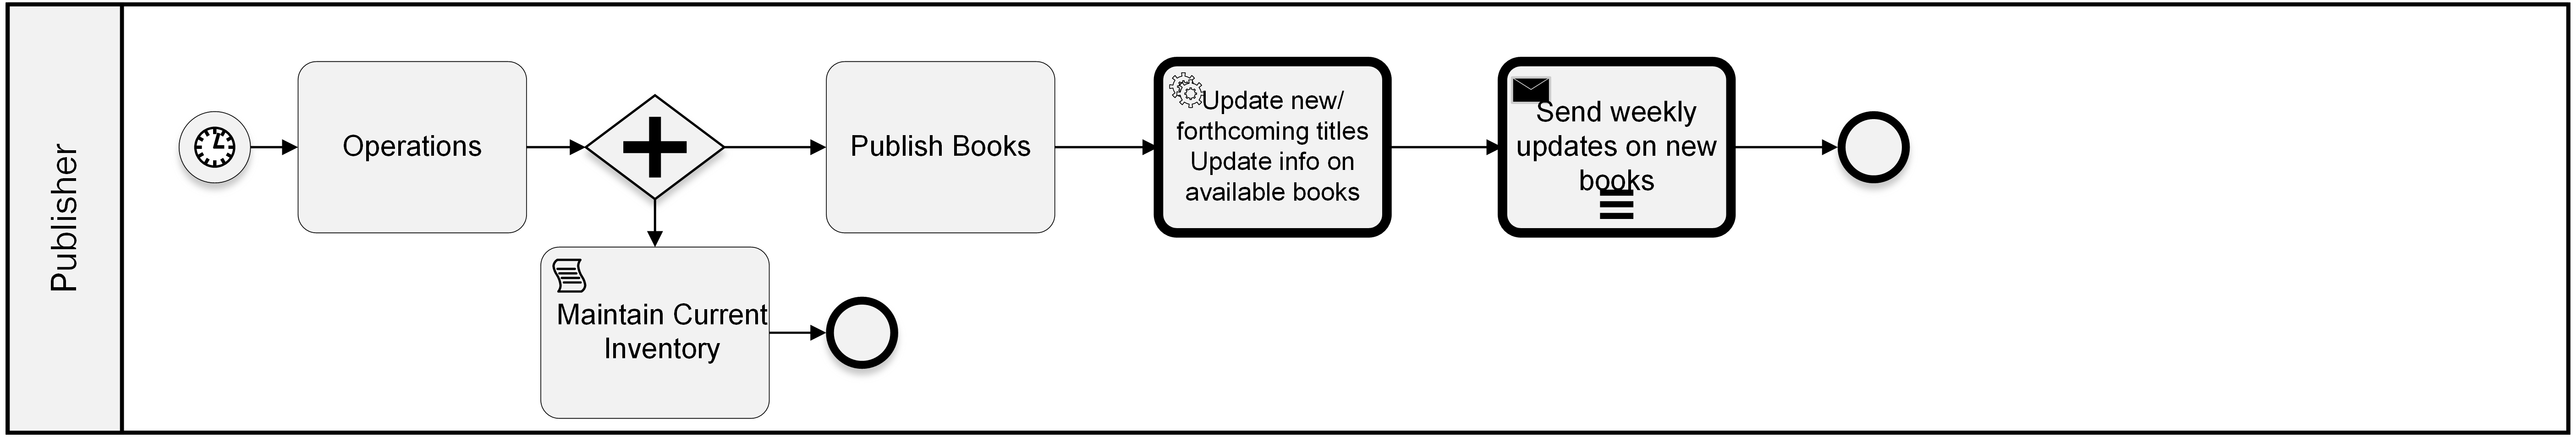 Publisher
Operations
Publish Books
Update new/
forthcoming titles
Update info on
available books
Send weekly
updates on new
books
Maintain Current
Inventory